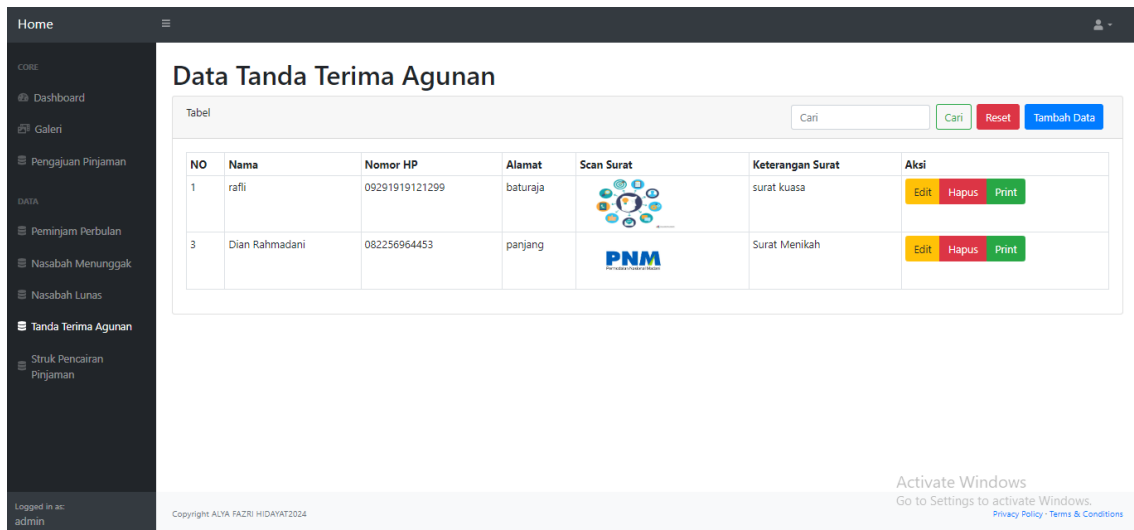 Home
CORE
Dashboard
Galeri
Pengajuan Pinjaman
DATA
Peminjam Perbulan
Nasabah Menunggak
Nasabah Lunas
Tanda Terima Agunan
Struk Pencairan
Pinjaman
Logged in as:
admin
Data Tanda Terima Agunan
Tabel
Cari Cari Reset Tambah Data
NO Nama Nomor HP Alamat Scan Surat Keterangan Surat Aksi
1 rafli 09291919121299 baturaja surat kuasa Edit Hapus Print
3 Dian Rahmadani 082256964453 panjang PNM Surat Menikah Edit Hapus Print
Activate Windows
Go to Settings to activate Windows.
Copyright ALYA FAZRI HIDAYAT2024
Privacy Policy · Terms & Conditions